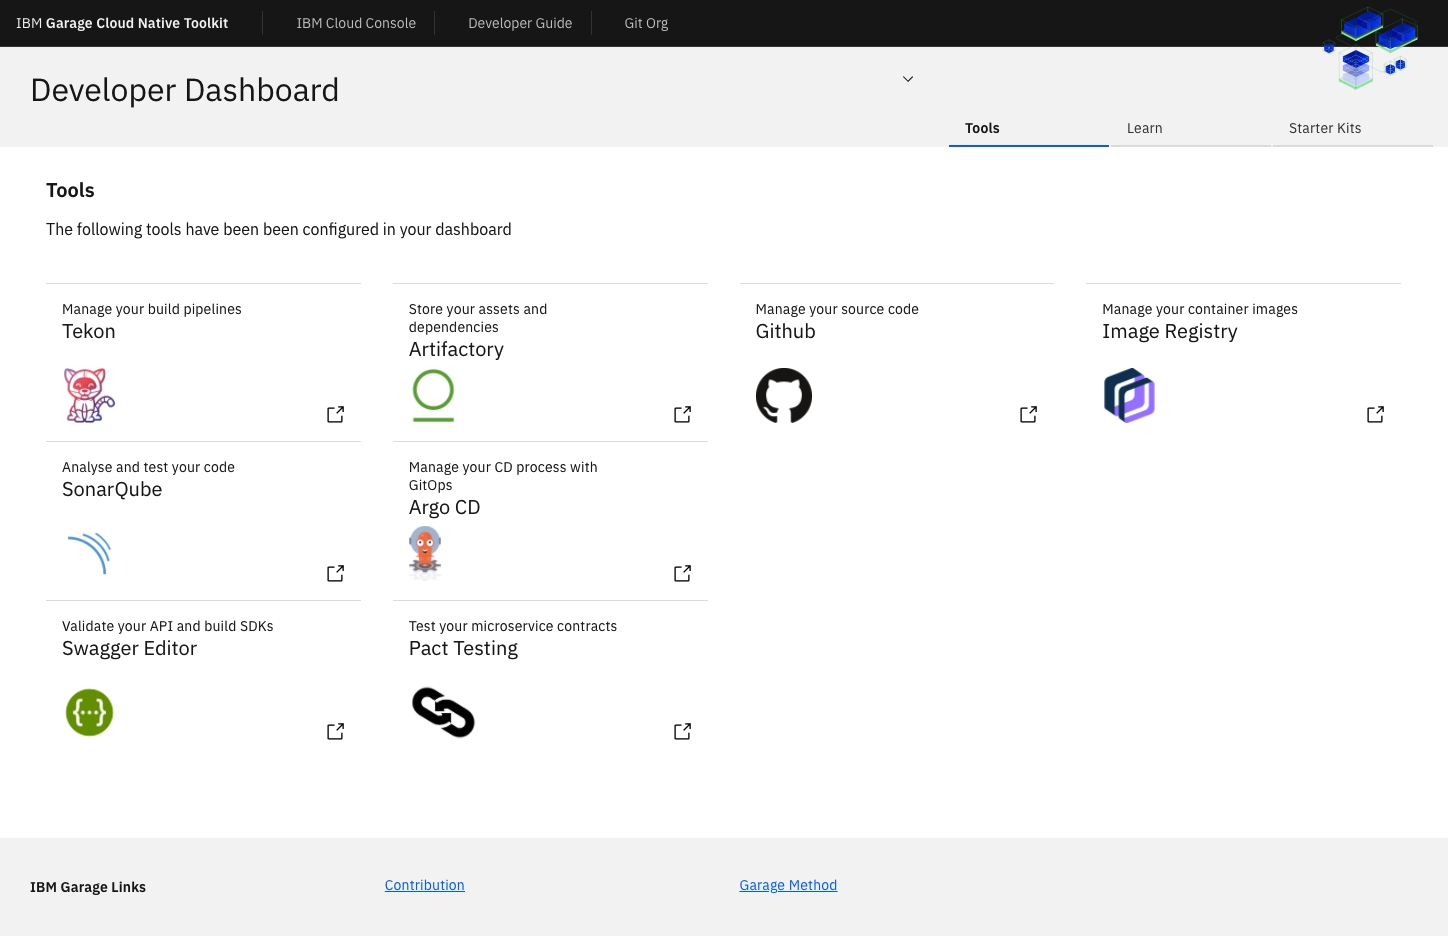 IBM Garage Cloud Native Toolkit
IBM Cloud Console
Developer Guide
Git Org
Developer Dashboard
Tools
Learn
Starter Kits
Tools
The following tools have been been configured in your dashboard
Manage your build pipelines
Tekon
Store your assets and
dependencies
Artifactory
Manage your source code
Github
Manage your container images
Image Registry
Analyse and test your code
SonarQube
Manage your CD process with
GitOps
Argo CD
Validate your API and build SDKs
Swagger Editor
{...}
Test your microservice contracts
Pact Testing
IBM Garage Links
Contribution
Garage Method